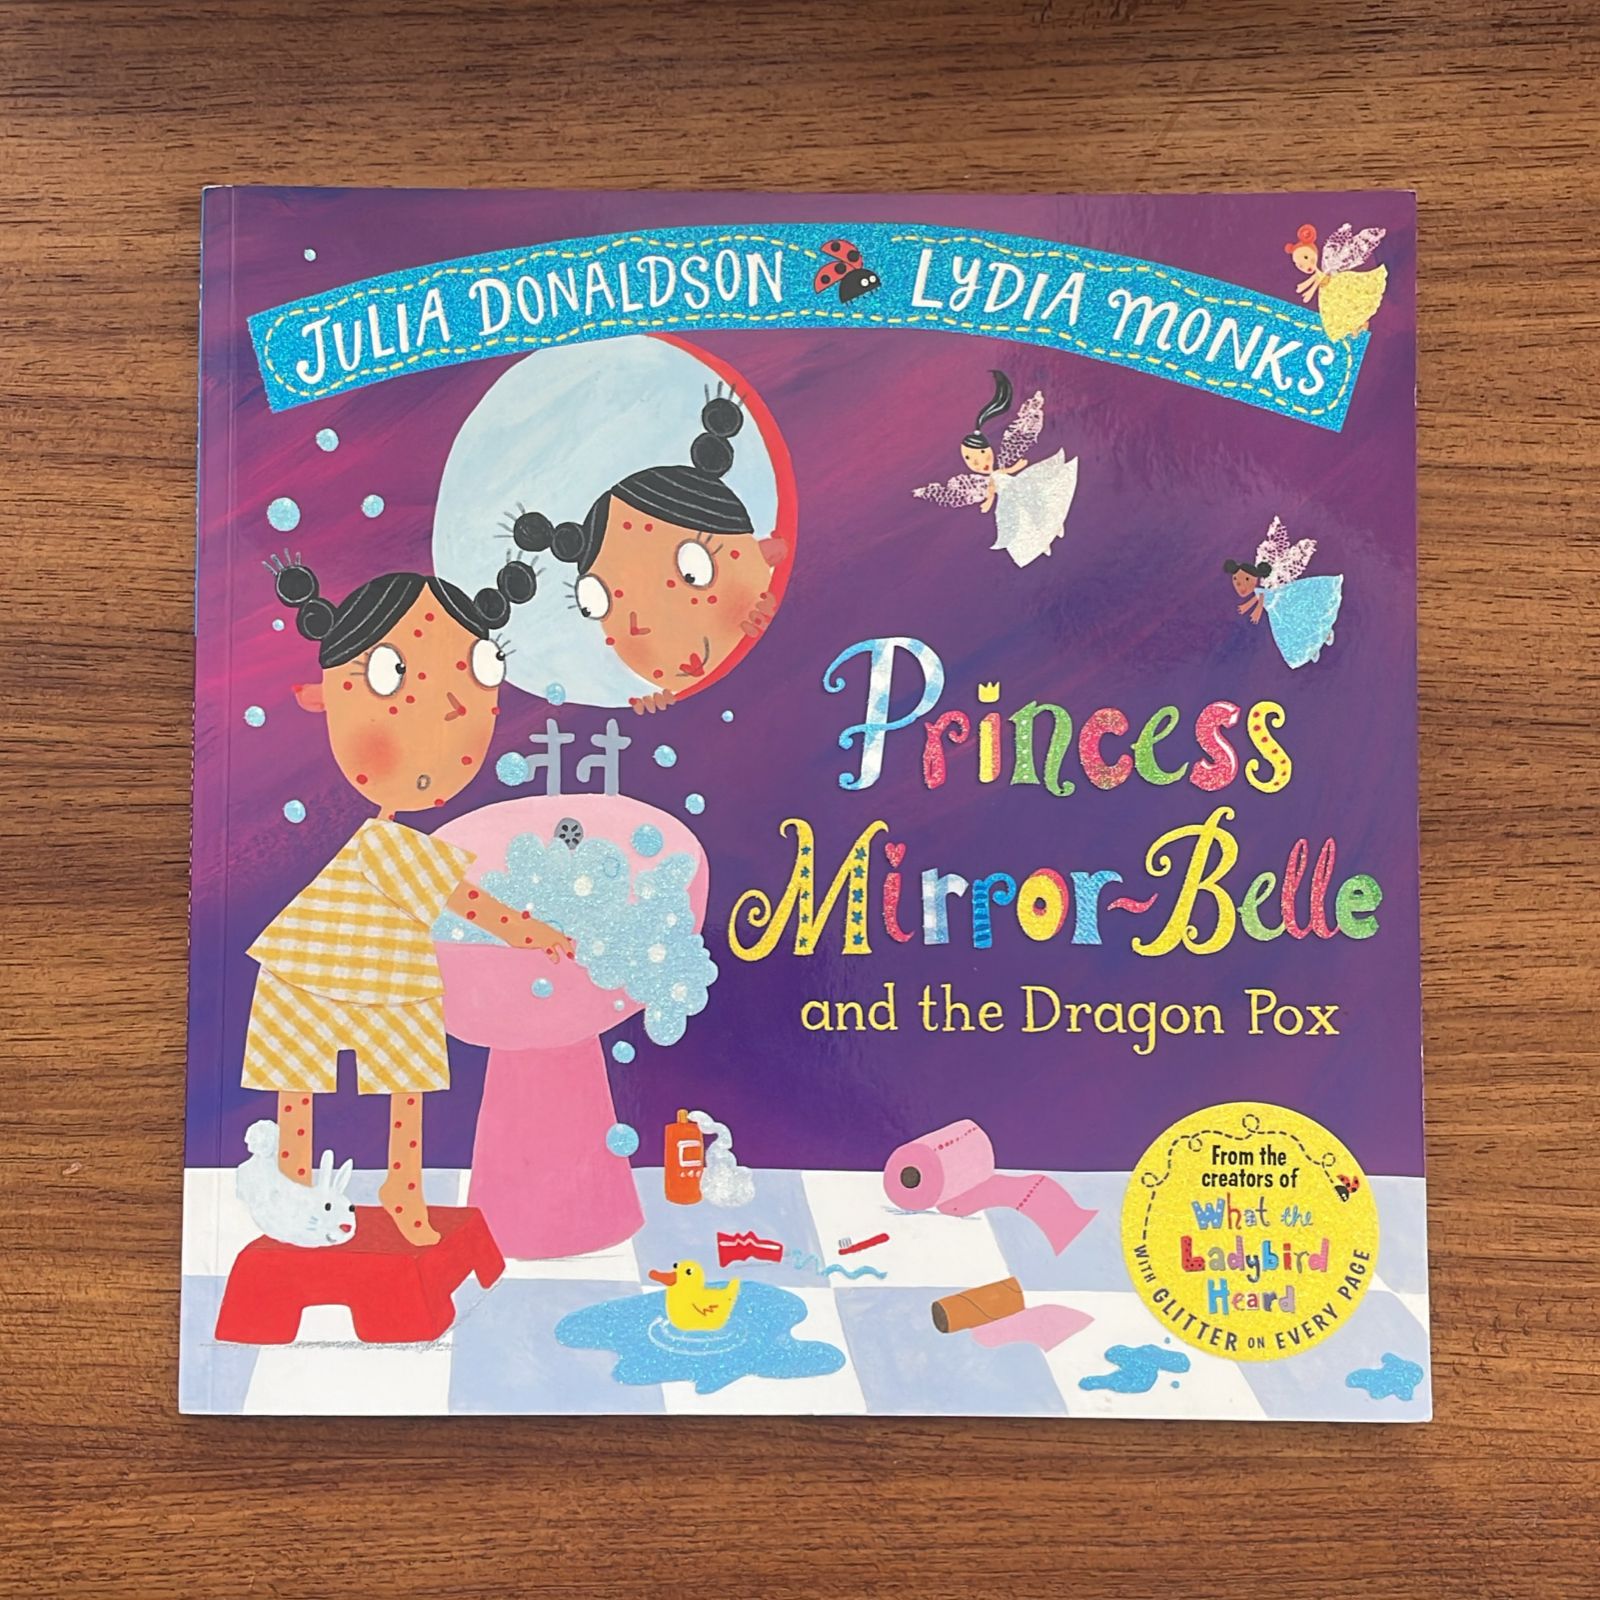 JULIA DONALDSON LYDIA MONKS
Princess
Mirror-Belle
and the Dragon Pox
From the
creators of
What the
Ladybird
Heard
WITH GLITTER ON EVERY PAGE